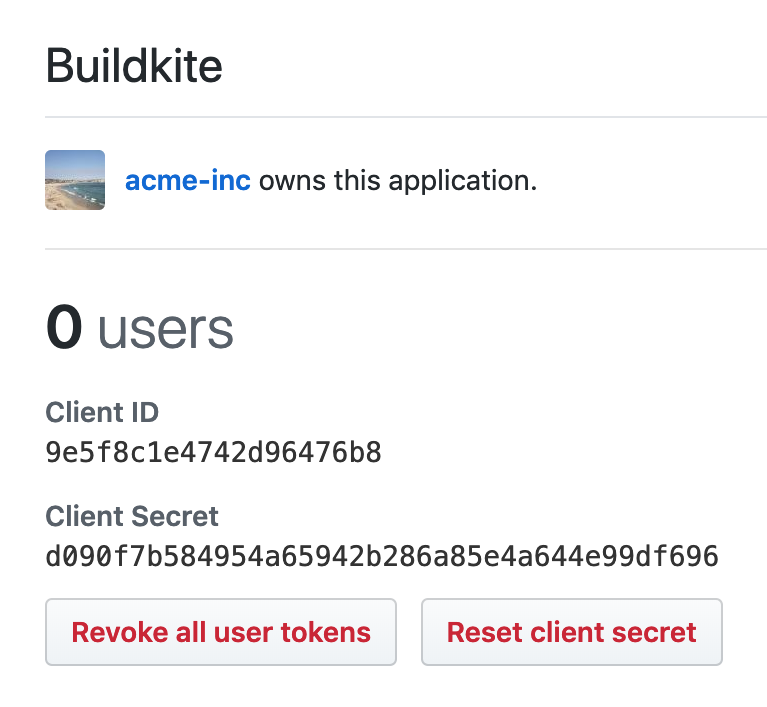 Buildkite
acme-inc owns this application.
0 users
Client ID
9e5f8c1e4742d96476b8
Client Secret
d090f7b584954a65942b286a85e4a644e99df696
Revoke all user tokens
Reset client secret